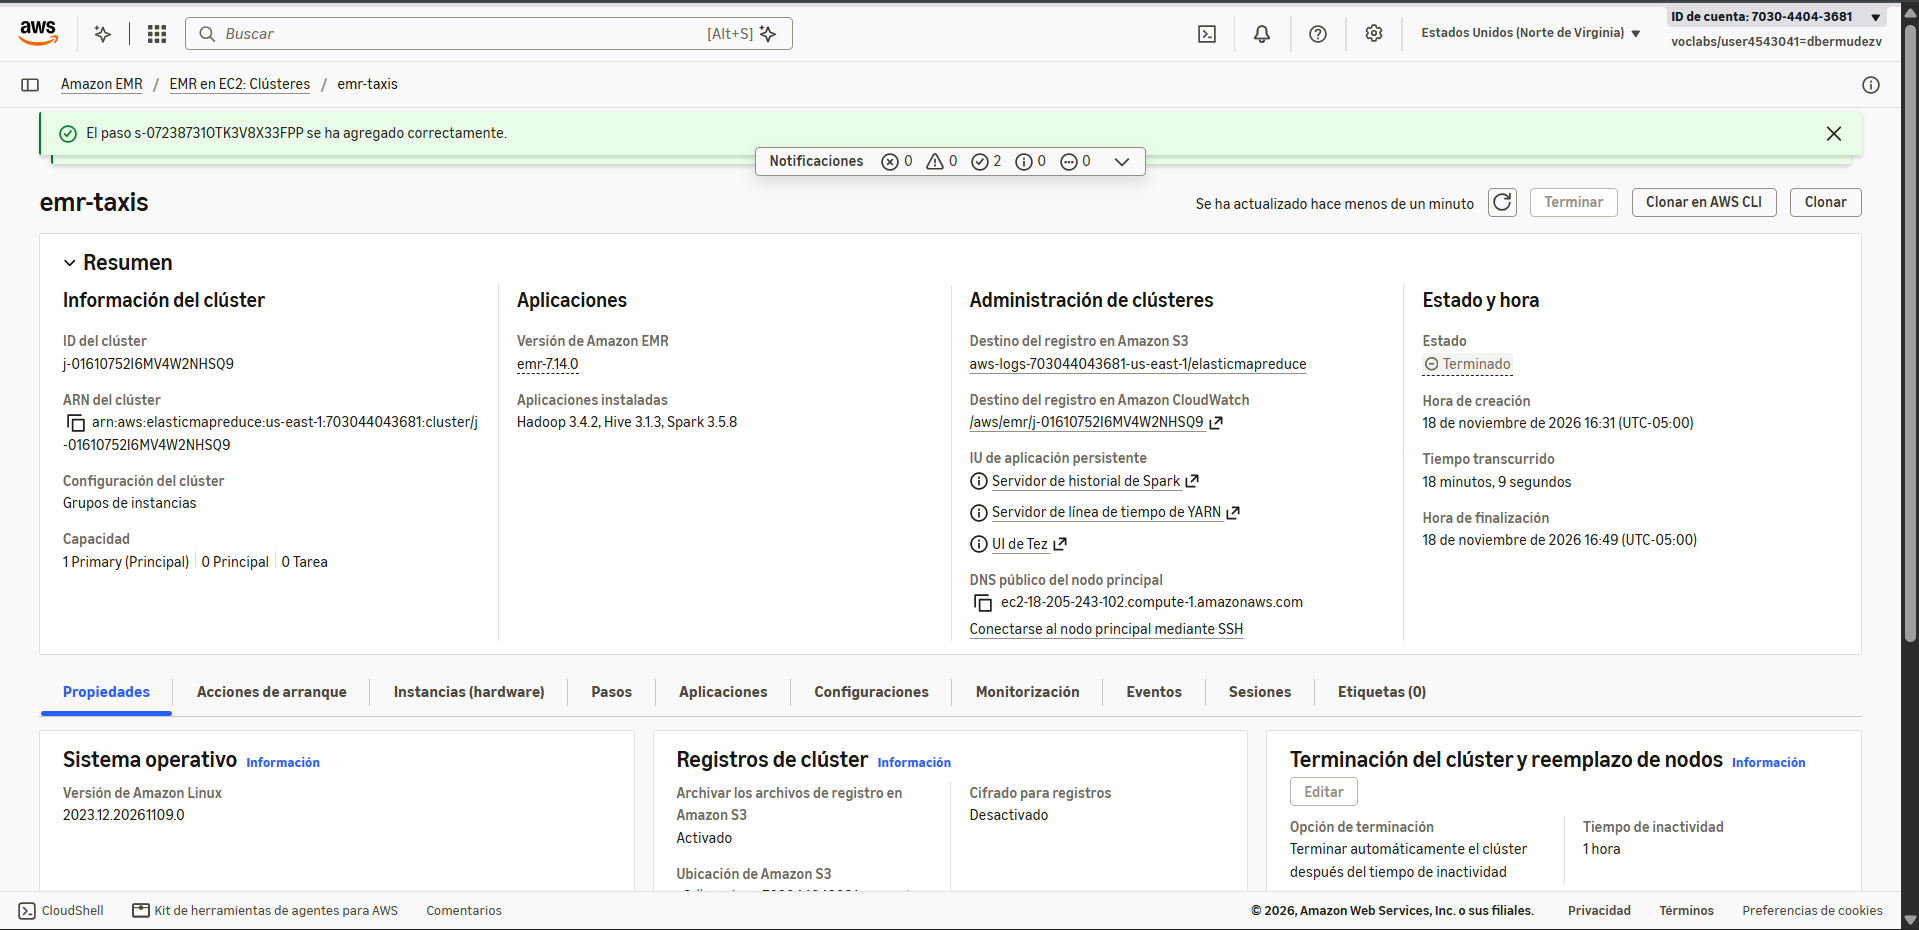 aws
Buscar
[Alt+S]
Estados Unidos (Norte de Virginia)
ID de cuenta: 7030-4404-3681
voclabs/user4543041=dbermudezv
Amazon EMR / EMR en EC2: Clústeres / emr-taxis
El paso s-07238731OTK3V8X33FPP se ha agregado correctamente.
Notificaciones 0 0 2 0 0
emr-taxis
Se ha actualizado hace menos de un minuto
Terminar
Clonar en AWS CLI
Clonar
Resumen
Información del clúster
ID del clúster
j-01610752I6MV4W2NHSQ9
ARN del clúster
arn:aws:elasticmapreduce:us-east-1:703044043681:cluster/j
-01610752I6MV4W2NHSQ9
Configuración del clúster
Grupos de instancias
Capacidad
1 Primary (Principal) 0 Principal 0 Tarea
Aplicaciones
Versión de Amazon EMR
emr-7.14.0
Aplicaciones instaladas
Hadoop 3.4.2, Hive 3.1.3, Spark 3.5.8
Administración de clústeres
Destino del registro en Amazon S3
aws-logs-703044043681-us-east-1/elasticmapreduce
Destino del registro en Amazon CloudWatch
/aws/emr/j-01610752I6MV4W2NHSQ9
IU de aplicación persistente
Servidor de historial de Spark
Servidor de línea de tiempo de YARN
UI de Tez
DNS público del nodo principal
ec2-18-205-243-102.compute-1.amazonaws.com
Conectarse al nodo principal mediante SSH
Estado y hora
Estado
Terminado
Hora de creación
18 de noviembre de 2026 16:31 (UTC-05:00)
Tiempo transcurrido
18 minutos, 9 segundos
Hora de finalización
18 de noviembre de 2026 16:49 (UTC-05:00)
Propiedades
Acciones de arranque
Instancias (hardware)
Pasos
Aplicaciones
Configuraciones
Monitorización
Eventos
Sesiones
Etiquetas (0)
Sistema operativo Información
Versión de Amazon Linux
2023.12.20261109.0
Registros de clúster Información
Archivar los archivos de registro en
Amazon S3
Activado
Ubicación de Amazon S3
Cifrado para registros
Desactivado
Terminación del clúster y reemplazo de nodos Información
Editar
Opción de terminación
Terminar automáticamente el clúster
después del tiempo de inactividad
Tiempo de inactividad
1 hora
CloudShell
Kit de herramientas de agentes para AWS
Comentarios
© 2026, Amazon Web Services, Inc. o sus filiales.
Privacidad
Términos
Preferencias de cookies